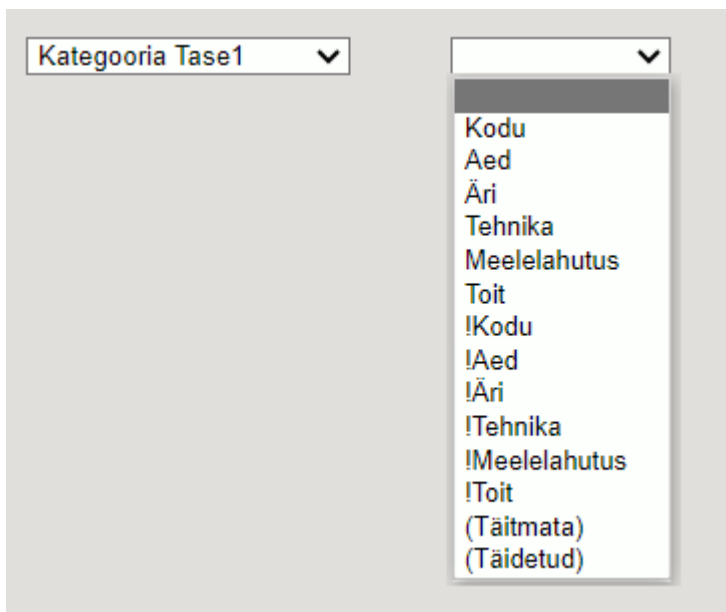 Kategooria Tase1
Kodu
Aed
Äri
Tehnika
Meelelahutus
Toit
!Kodu
!Aed
!Äri
!Tehnika
!Meelelahutus
!Toit
(Täitmata)
(Täidetud)